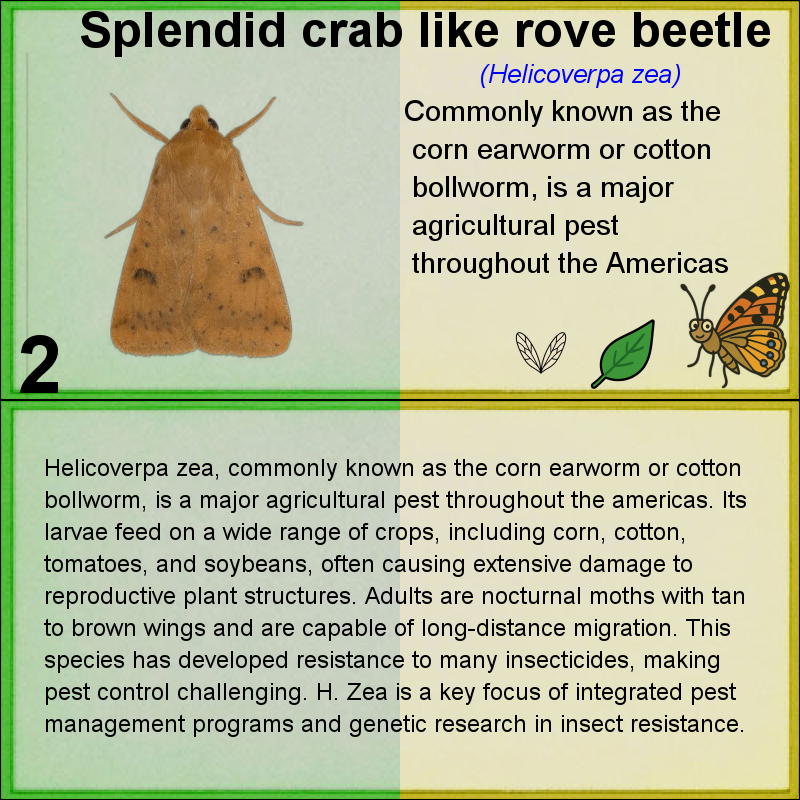 Splendid crab like rove beetle
(Helicoverpa zea)
Commonly known as the
corn earworm or cotton
bollworm, is a major
agricultural pest
throughout the Americas
2
Helicoverpa zea, commonly known as the corn earworm or cotton
bollworm, is a major agricultural pest throughout the americas. Its
larvae feed on a wide range of crops, including corn, cotton,
tomatoes, and soybeans, often causing extensive damage to
reproductive plant structures. Adults are nocturnal moths with tan
to brown wings and are capable of long-distance migration. This
species has developed resistance to many insecticides, making
pest control challenging. H. Zea is a key focus of integrated pest
management programs and genetic research in insect resistance.